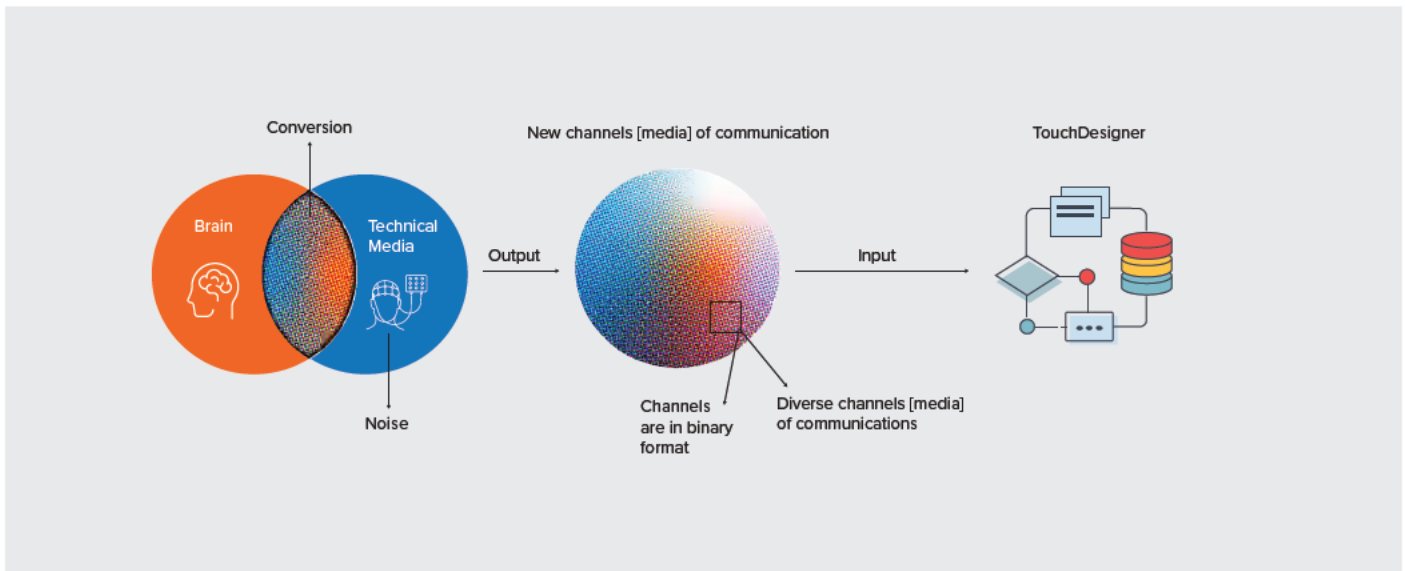 Conversion
New channels [media] of communication
TouchDesigner
Brain
Technical
Media
Output
Input
Noise
Channels
are in binary
format
Diverse channels [media]
of communications